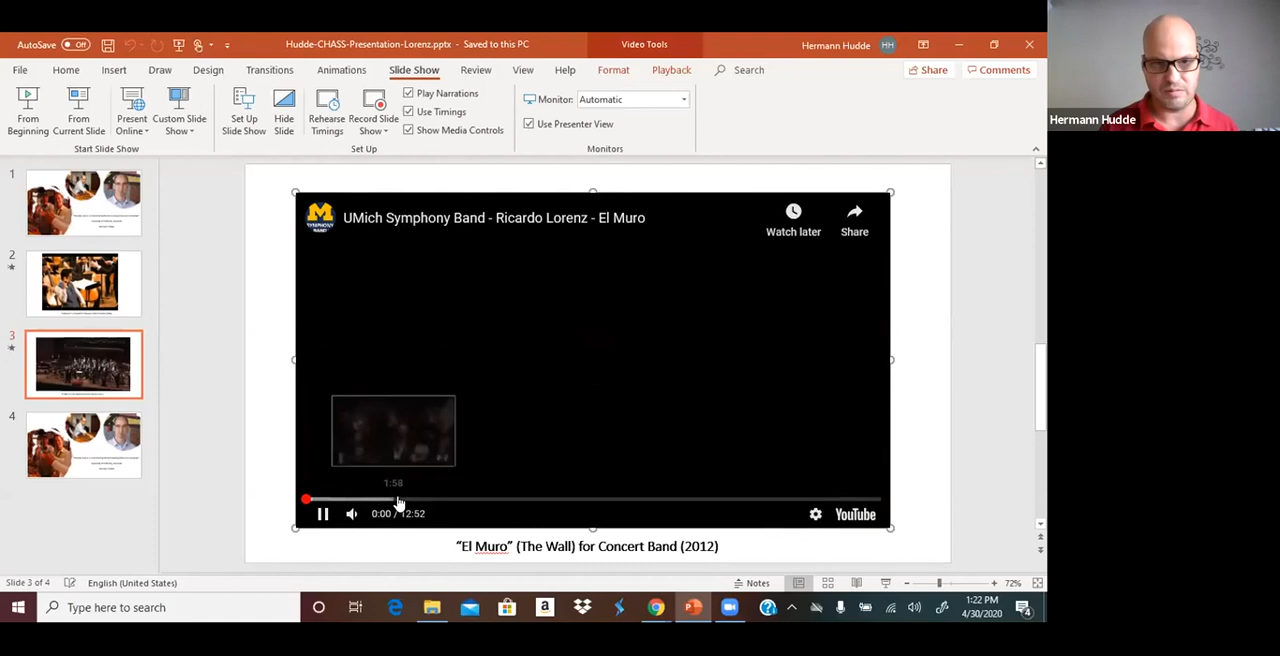 AutoSave Off
Hudde-CHASS-Presentation-Lorenz.pptx - Saved to this PC
Video Tools
Hermann Hudde HH
File Home Insert Draw Design Transitions Animations Slide Show Review View Help Format Playback Search Share Comments
From Beginning
From Current Slide
Present Online
Custom Slide Show
Set Up Slide Show
Hide Slide
Rehearse Timings
Record Slide Show
Play Narrations
Use Timings
Show Media Controls
Monitor: Automatic
Use Presenter View
Start Slide Show
Set Up
Monitors
Hermann Hudde
1
2
3
4
M
SYMPHONY
BAND
UMich Symphony Band - Ricardo Lorenz - El Muro
Watch later
Share
1:58
0:00 / 12:52
YouTube
“El Muro” (The Wall) for Concert Band (2012)
Slide 3 of 4 English (United States) Notes 72%
Type here to search
a
1:22 PM
4/30/2020
4